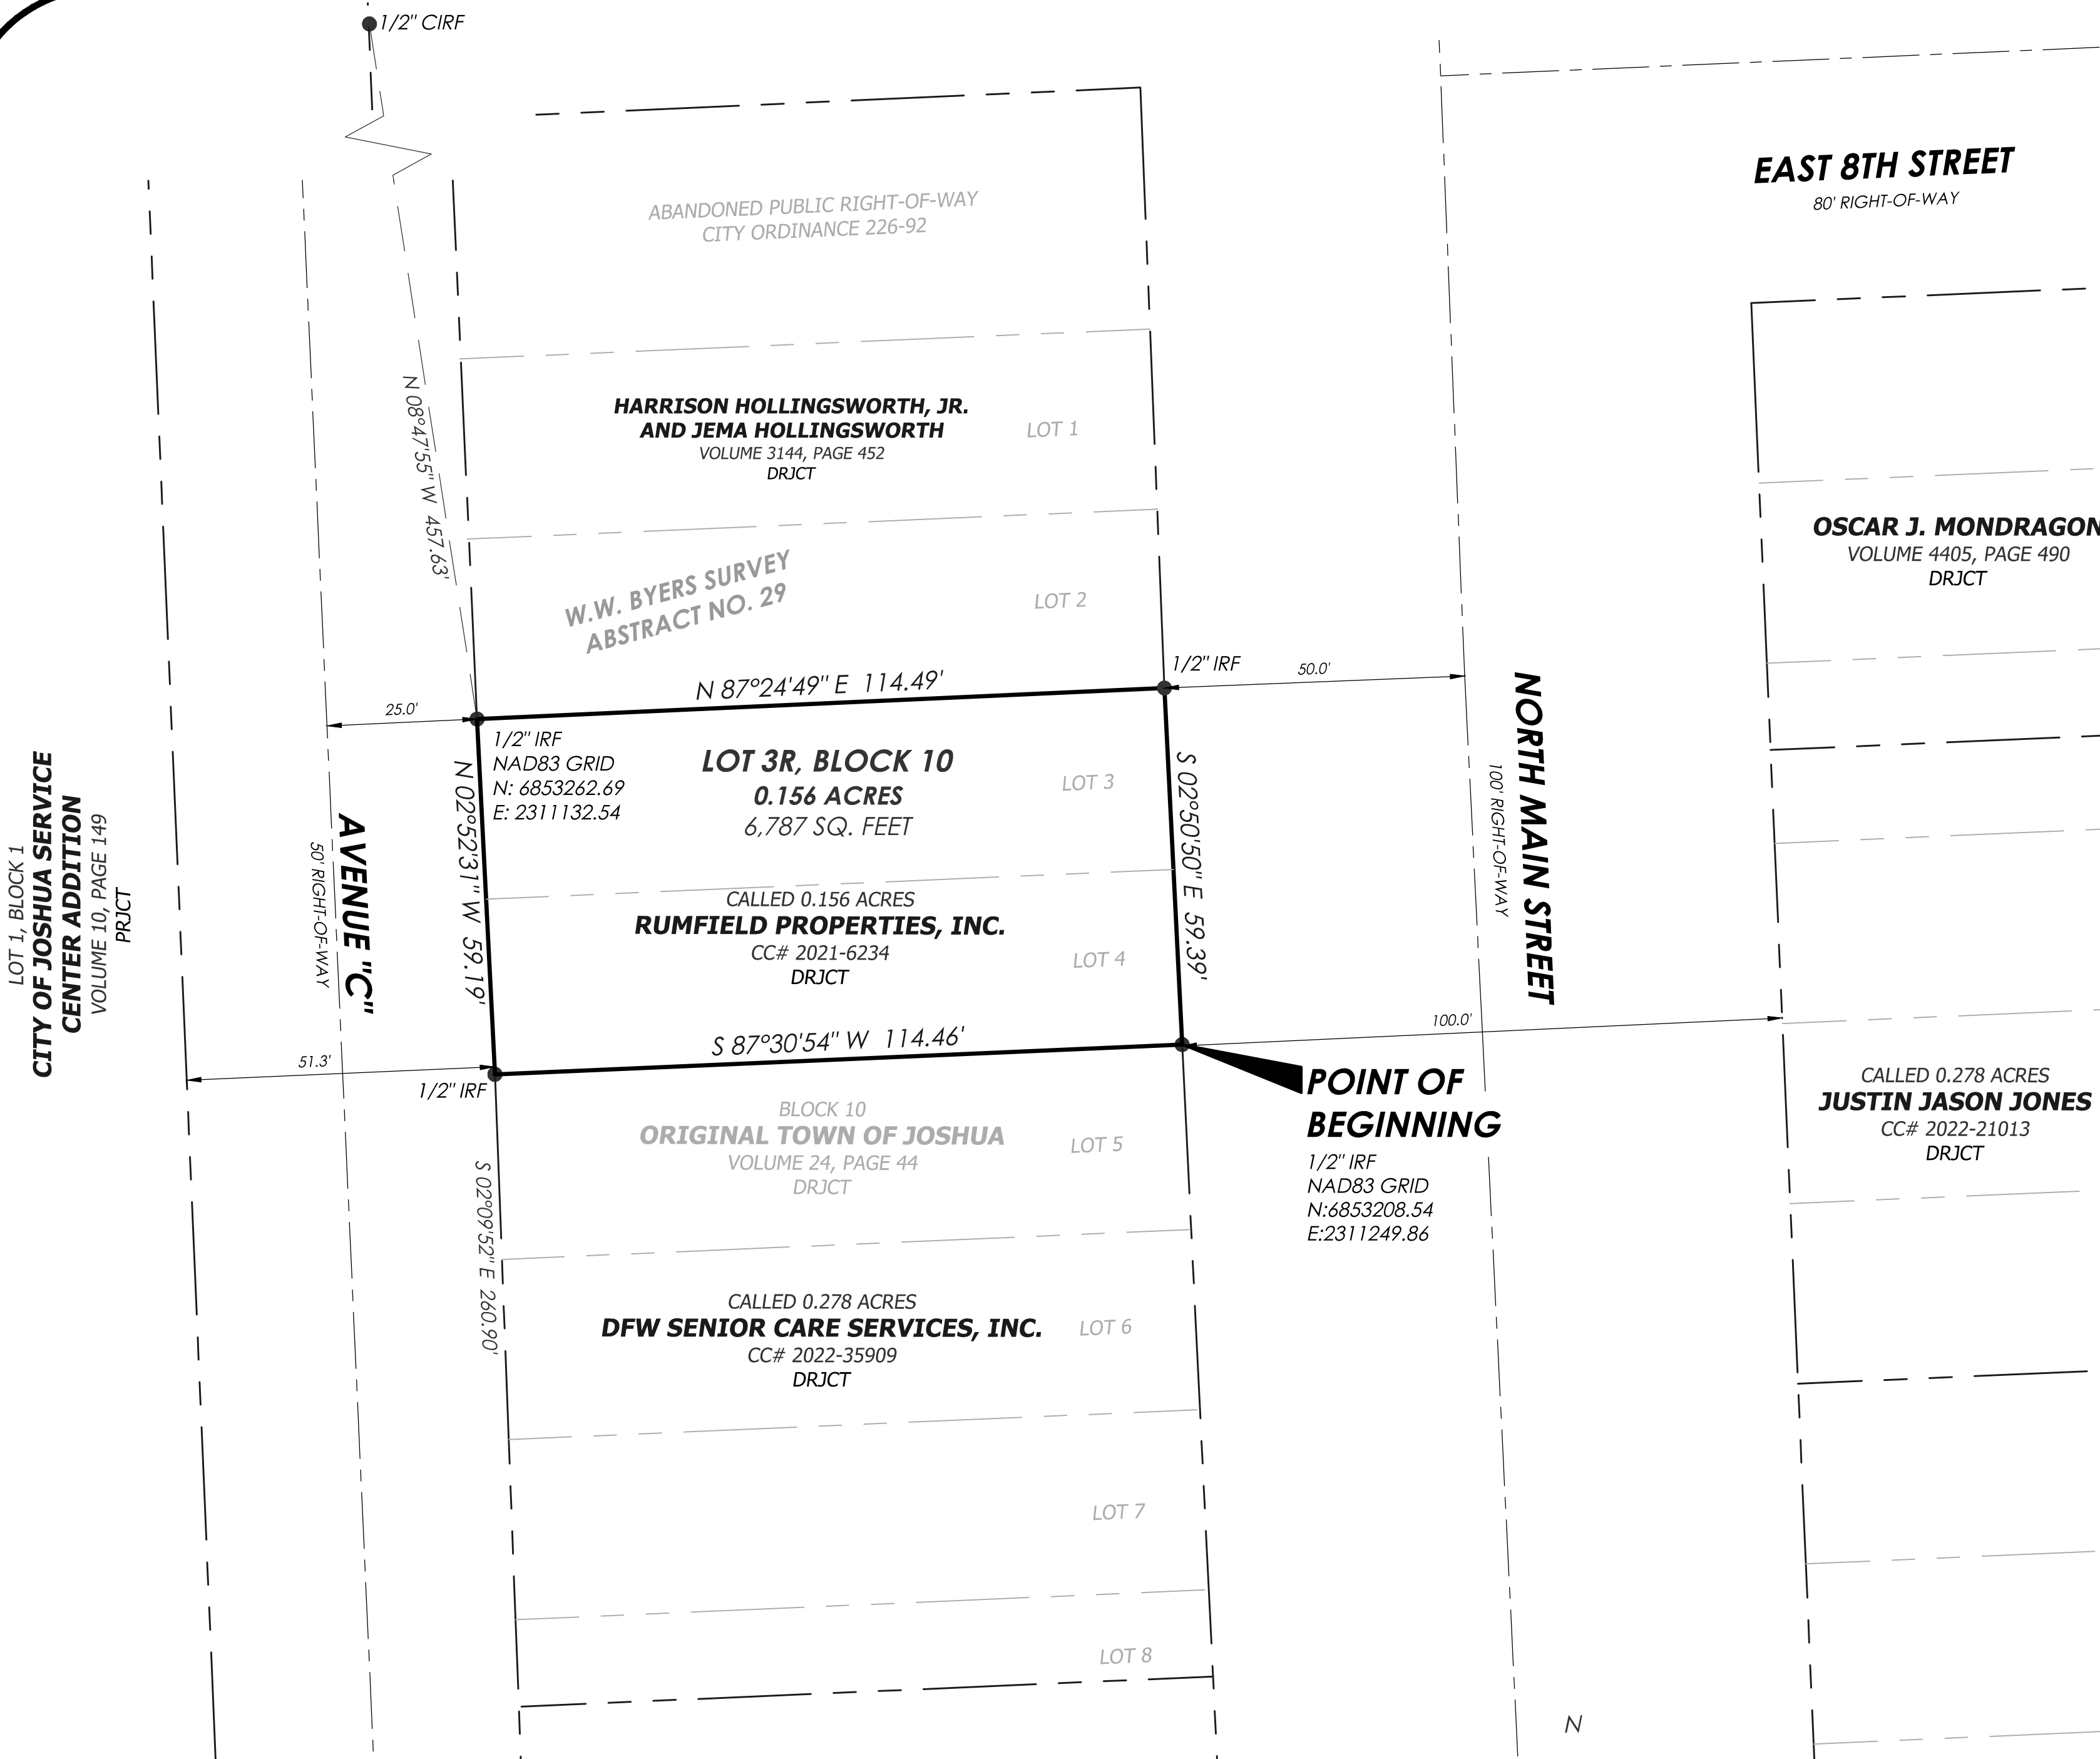 1/2" CIRF
EAST 8TH STREET
80' RIGHT-OF-WAY
ABANDONED PUBLIC RIGHT-OF-WAY
CITY ORDINANCE 226-92
N 08°47'55" W 457.63'
HARRISON HOLLINGSWORTH, JR.
AND JEMA HOLLINGSWORTH
VOLUME 3144, PAGE 452
DRJCT
LOT 1
OSCAR J. MONDRAGON
VOLUME 4405, PAGE 490
DRJCT
W.W. BYERS SURVEY
ABSTRACT NO. 29
LOT 2
N 87°24'49" E 114.49'
1/2" IRF
50.0'
25.0'
1/2" IRF
NAD83 GRID
N: 6853262.69
E: 2311132.54
LOT 3R, BLOCK 10
0.156 ACRES
6,787 SQ. FEET
LOT 3
N 02°52'31" W 59.19'
S 02°50'50" E 59.39'
NORTH MAIN STREET
100' RIGHT-OF-WAY
AVENUE "C"
50' RIGHT-OF-WAY
LOT 1, BLOCK 1
CITY OF JOSHUA SERVICE
CENTER ADDITION
VOLUME 10, PAGE 149
PRJCT
CALLED 0.156 ACRES
RUMFIELD PROPERTIES, INC.
CC# 2021-6234
DRJCT
LOT 4
S 87°30'54" W 114.46'
100.0'
51.3'
1/2" IRF
POINT OF
BEGINNING
1/2" IRF
NAD83 GRID
N:6853208.54
E:2311249.86
CALLED 0.278 ACRES
JUSTIN JASON JONES
CC# 2022-21013
DRJCT
BLOCK 10
ORIGINAL TOWN OF JOSHUA
VOLUME 24, PAGE 44
DRJCT
LOT 5
S 02°09'52" E 260.90'
CALLED 0.278 ACRES
DFW SENIOR CARE SERVICES, INC.
CC# 2022-35909
DRJCT
LOT 6
LOT 7
LOT 8
N